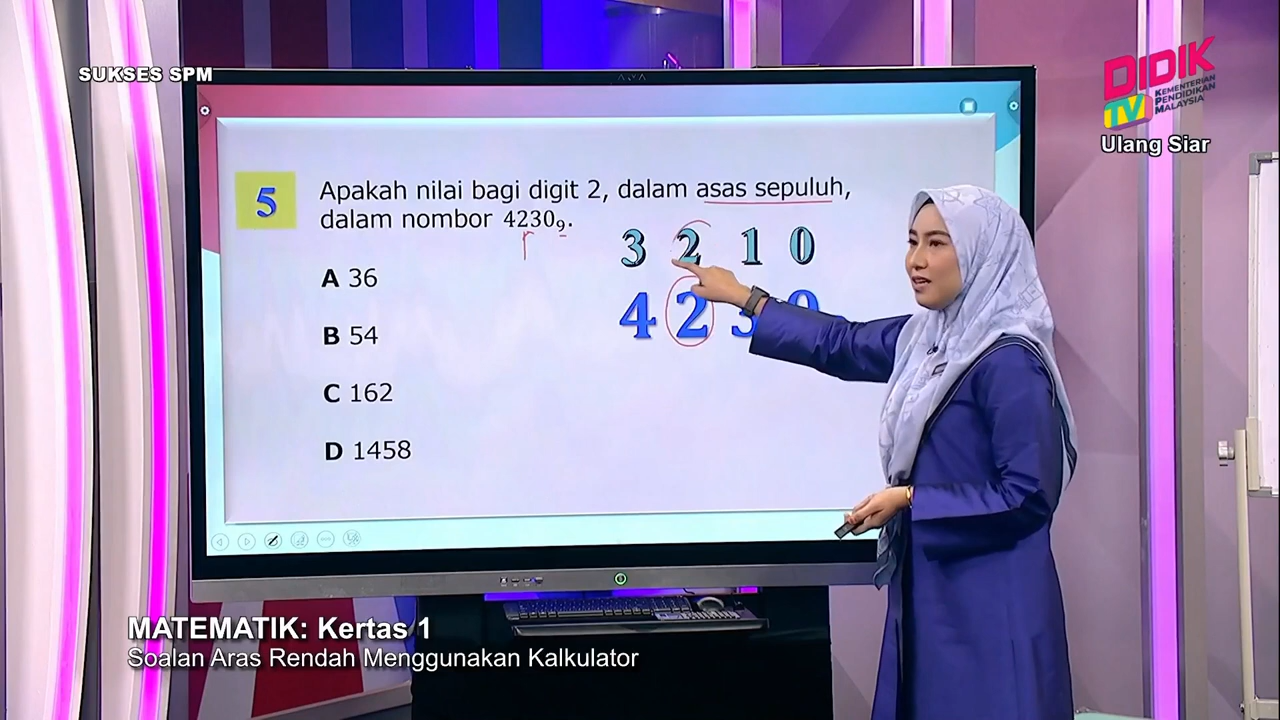 SUKSES SPM
DIDIK
TV
KEMENTERIAN
PENDIDIKAN
MALAYSIA
Ulang Siar
5
Apakah nilai bagi digit 2, dalam asas sepuluh,
dalam nombor 4230₉.
3 2 1 0
4 2 3 0
A 36
B 54
C 162
D 1458
MATEMATIK: Kertas 1
Soalan Aras Rendah Menggunakan Kalkulator